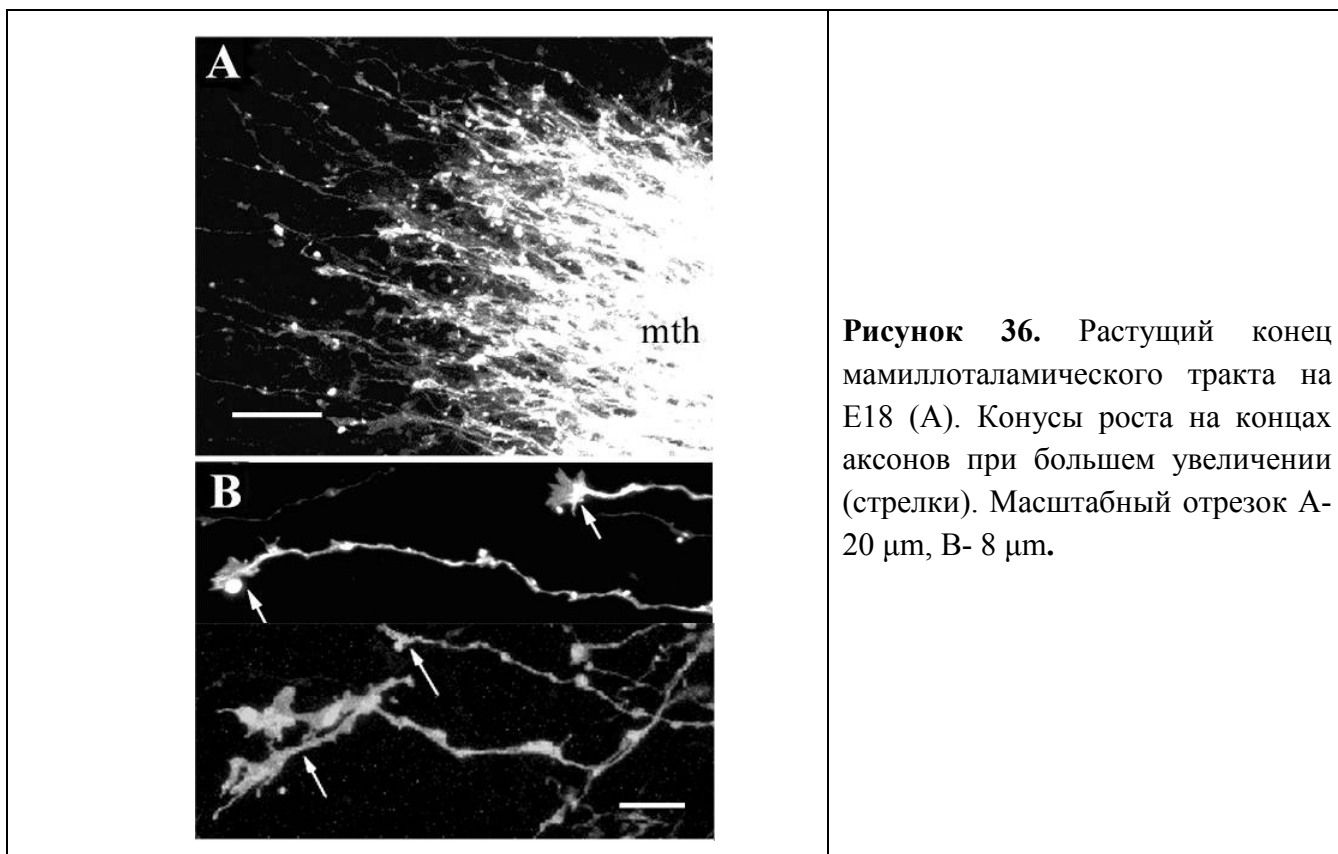 A
mth
B
Рисунок 36. Растущий конец
мамиллоталамического тракта на
E18 (A). Конусы роста на концах
аксонов при большем увеличении
(стрелки). Масштабный отрезок A-
20 μm, B- 8 μm.